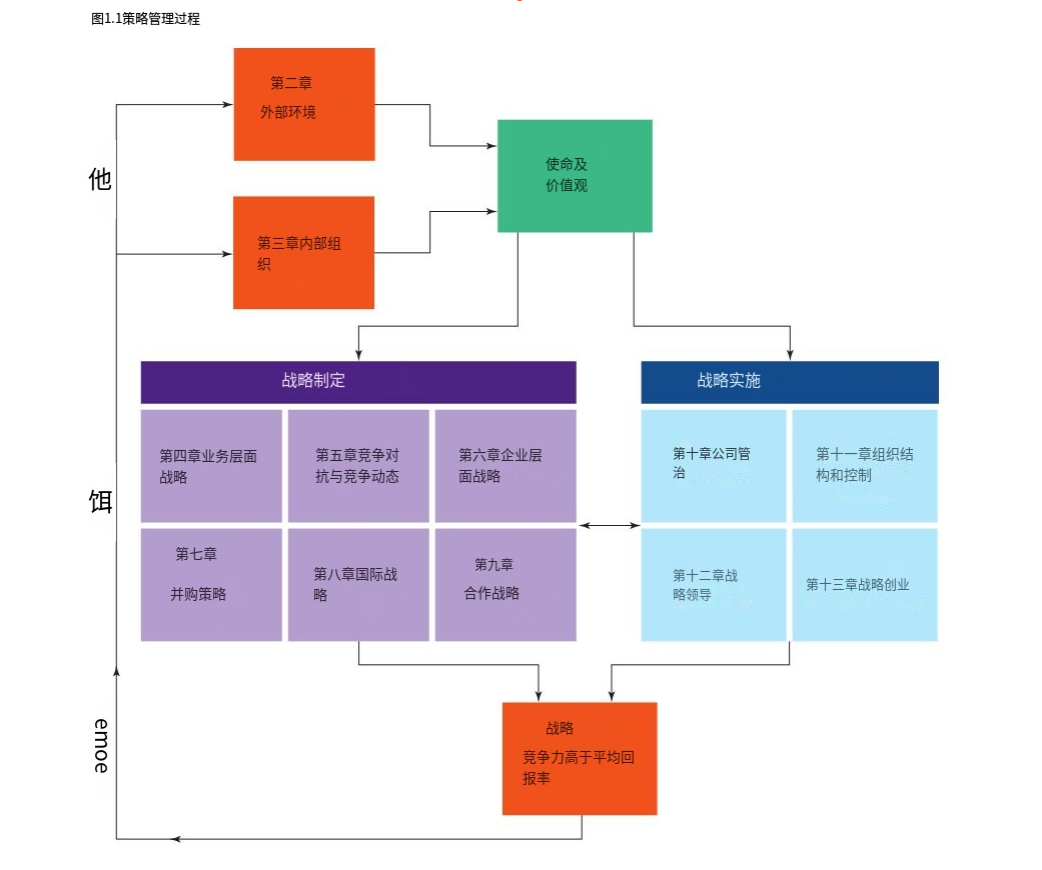 图1.1策略管理过程
第二章
外部环境
他
使命及
价值观
第三章内部组
织
战略制定
战略实施
第四章业务层面
战略
第五章竞争对
抗与竞争动态
第六章企业层
面战略
第十章公司管
治
第十一章组织结
构和控制
饵
第七章
并购策略
第八章国际战
略
第九章
合作战略
第十二章战
略领导
第十三章战略创业
emoe
战略
竞争力高于平均回
报率